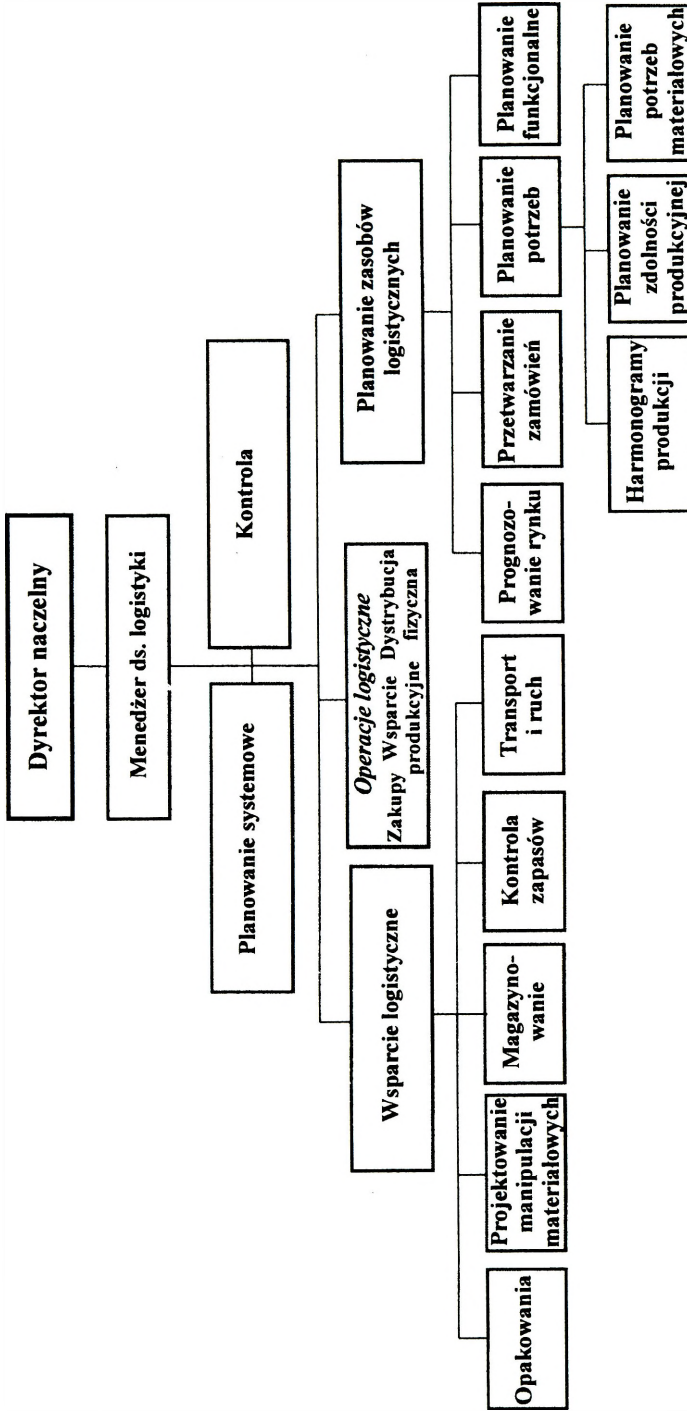 Dyrektor naczelny
Menedżer ds. logistyki
Planowanie systemowe
Kontrola
Wsparcie logistyczne
Operacje logistyczne
Zakupy Wsparcie Dystrybucja
produkcyjne fizyczna
Planowanie zasobów
logistycznych
Opakowania
Projektowanie
manipulacji
materiałowych
Magazyno-
wanie
Kontrola
zapasów
Transport
i ruch
Prognozo-
wanie rynku
Przetwarzanie
zamówień
Planowanie
potrzeb
Planowanie
funkcjonalne
Harmonogramy
produkcji
Planowanie
zdolności
produkcyjnej
Planowanie
potrzeb
materiałowych